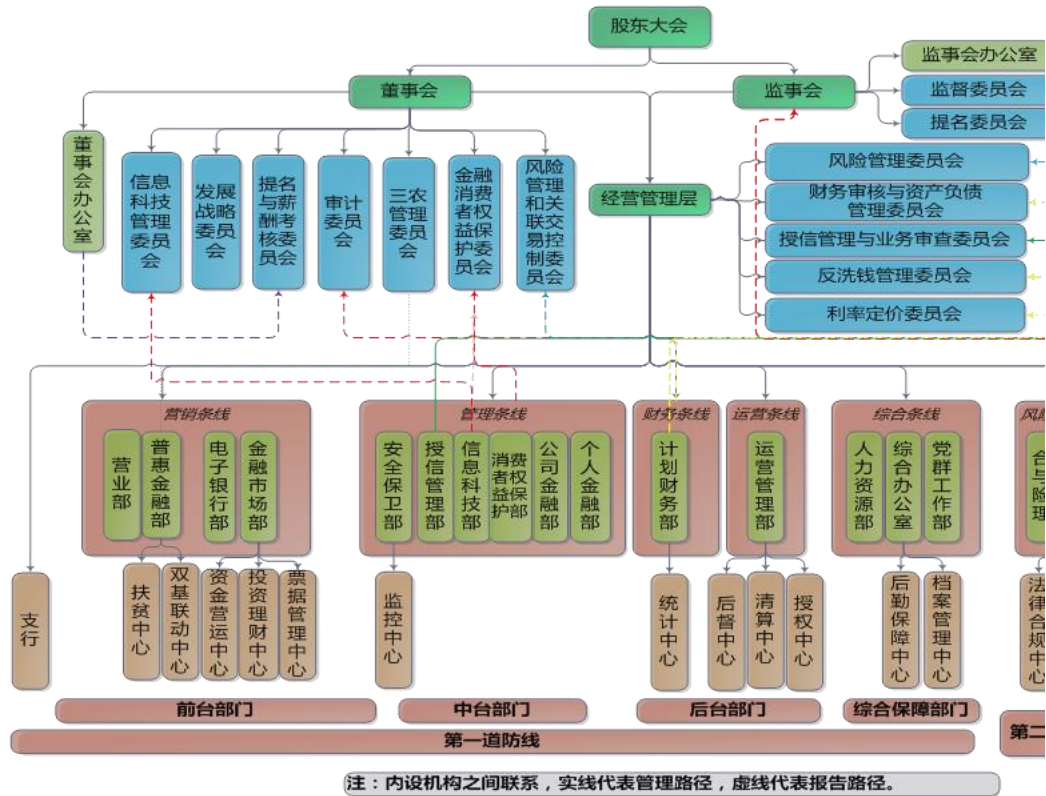 股东大会
董事会
监事会
监事会办公室
监督委员会
提名委员会
董事会办公室
信息科技管理委员会
发展战略委员会
提名与薪酬考核委员会
审计委员会
三农管理委员会
金融消费者权益保护委员会
风险管理和关联交易控制委员会
经营管理层
风险管理委员会
财务审核与资产负债
管理委员会
授信管理与业务审查委员会
反洗钱管理委员会
利率定价委员会
营销条线
管理条线
财务条线
运营条线
综合条线
风险
营业部
普惠金融部
电子银行部
金融市场部
安全保卫部
授信管理部
信息科技部
消费者权益保护部
公司金融部
个人金融部
计划财务部
运营管理部
人力资源部
综合办公室
党群工作部
合
与
险
理
支行
扶贫中心
双基联动中心
资金营运中心
投资理财中心
票据管理中心
监控中心
统计中心
后督中心
清算中心
授权中心
后勤保障中心
档案管理中心
法律合规中心
前台部门
中台部门
后台部门
综合保障部门
第一道防线
第二
注：内设机构之间联系，实线代表管理路径，虚线代表报告路径。